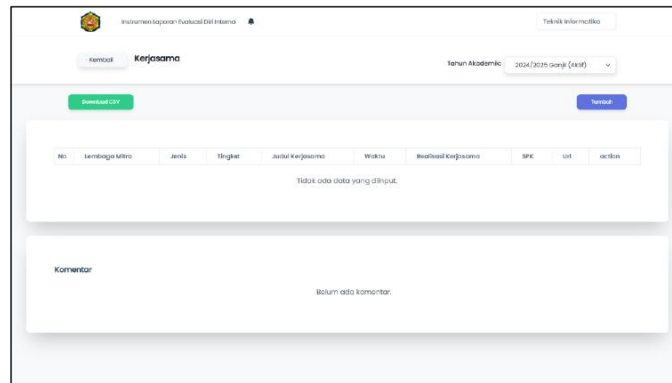 Instrumen Laporan Evaluasi Diri Internal
Teknik Informatika
Kembali
Kerjasama
Tahun Akademik:
2024/2025 Ganjil (Aktif)
Download CSV
Tambah
No Lembaga Mitra Jenis Tingkat Judul Kerjasama Waktu Realisasi Kerjasama SPK Url action
Tidak ada data yang diinput.
Komentar
Belum ada komentar.